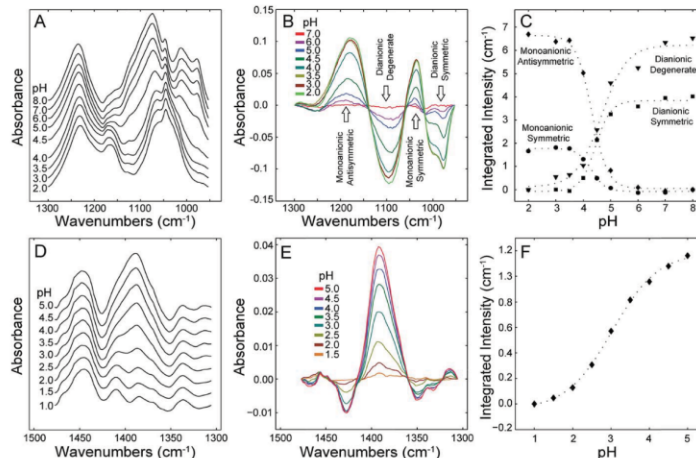 A
pH
8.0
7.0
6.0
5.0
4.0
3.5
3.0
2.0
1300 1200 1100 1000
Wavenumbers (cm-1)
Absorbance
B
pH
7.0
6.0
5.0
4.5
4.0
3.5
3.0
2.0
Dianionic
Degenerate
Dianionic
Symmetric
Monoanionic
Antisymmetric
Monoanionic
Symmetric
0.15
0.10
0.05
0.00
-0.05
-0.10
-0.15
1300 1200 1100 1000
Wavenumbers (cm-1)
Absorbance
C
Monoanionic
Antisymmetric
Dianionic
Degenerate
Monoanionic
Symmetric
Dianionic
Symmetric
7
6
5
4
3
2
1
0
2 3 4 5 6 7 8
pH
Integrated Intensity (cm-1)
D
pH
5.0
4.5
4.0
3.5
3.0
2.5
2.0
1.5
1.0
1500 1400 1300
Wavenumbers (cm-1)
Absorbance
E
pH
5.0
4.5
4.0
3.5
3.0
2.5
2.0
1.5
0.04
0.03
0.02
0.01
0.00
−0.01
1500 1400 1300
Wavenumbers (cm-1)
Absorbance
F
1.2
1.0
0.8
0.6
0.4
0.2
0.0
−0.2
1 2 3 4 5
pH
Integrated Intensity (cm-1)